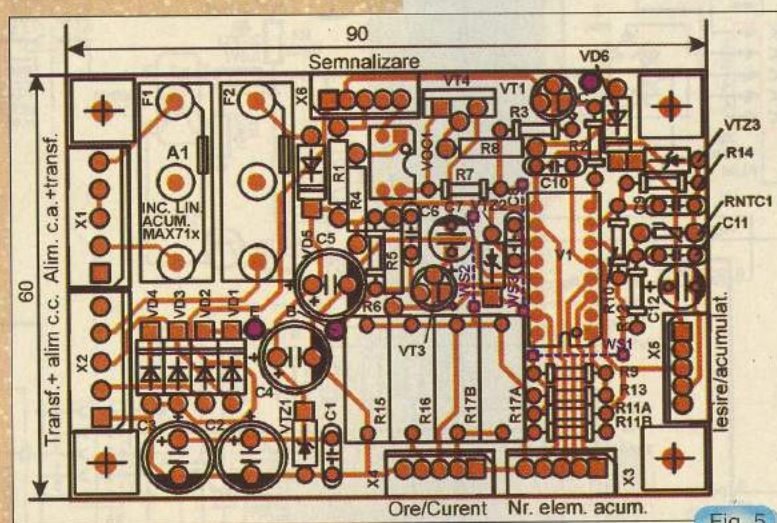 90
Semnalizare
VD6
60
F1
F2
X6
VT4
VT1
R3
VTZ3
R14
RNTC1
C11
A1
INC. LIN.
ACUM.
MAX71x
R1
R4
VOC1
R8
R2
R7
C10
X1
Alim. c.a.+transf.
VD5
C5
C6
C7
VTZ2
R5
R6
WS2
WS3
VT3
V1
R10
C12
WS1
X2
Transf.+ alim c.c.
VD4
VD3
VD2
VD1
C4
C3
C2
VTZ1
C1
R15
R16
R17B
R17A
R9
R13
R11A
R11B
X5
Iesire/acumulat.
X4
X3
Ore/Curent
Nr. elem. acum.
Fig. 5